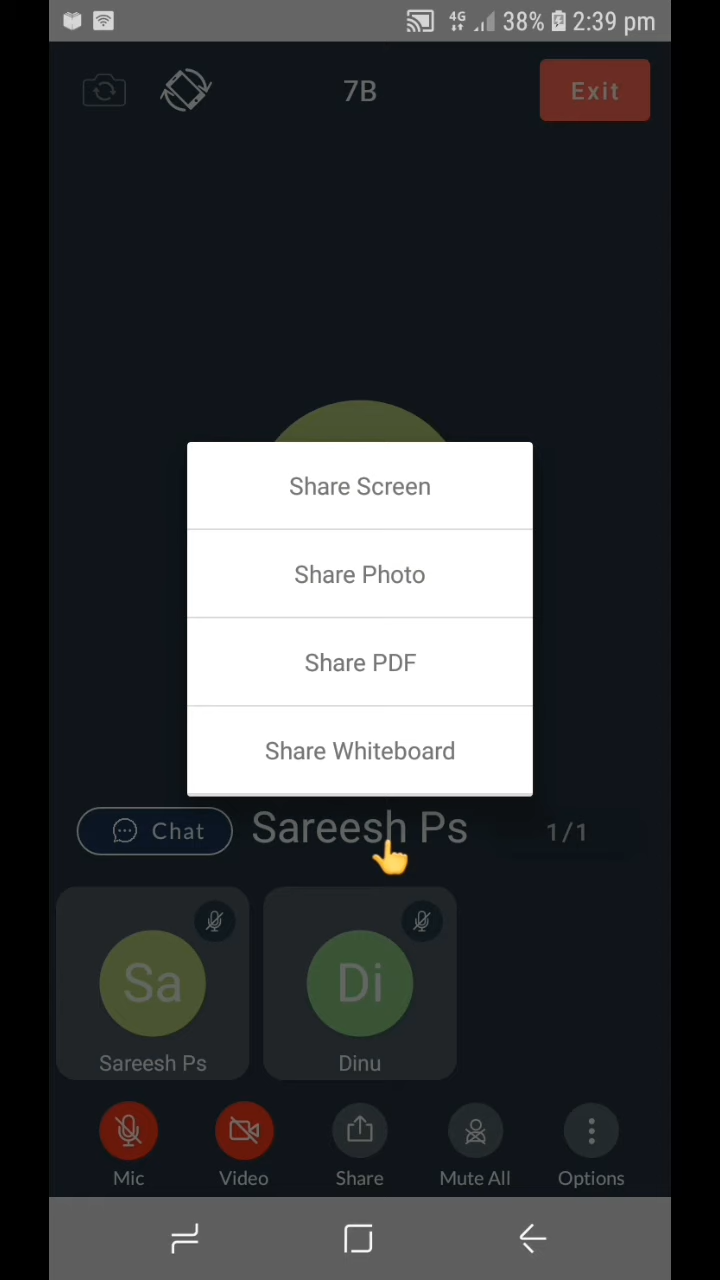 4G 38% 2:39 pm
7B
Exit
Share Screen
Share Photo
Share PDF
Share Whiteboard
Chat
Sareesh Ps
1/1
Sa
Di
Sareesh Ps
Dinu
Mic
Video
Share
Mute All
Options